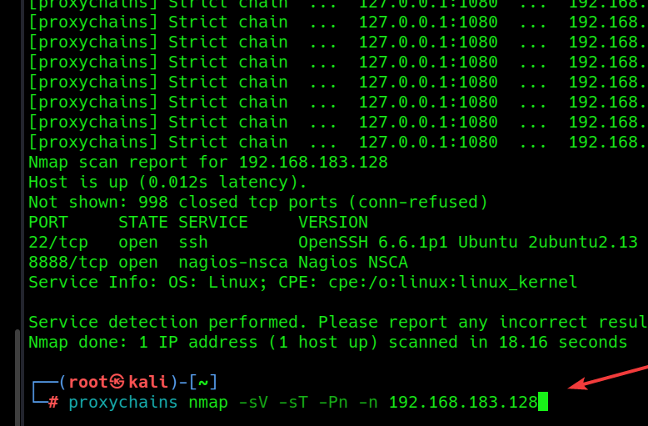 [proxychains] Strict chain  ...  127.0.0.1:1080  ...  192.168.
[proxychains] Strict chain  ...  127.0.0.1:1080  ...  192.168.
[proxychains] Strict chain  ...  127.0.0.1:1080  ...  192.168.
[proxychains] Strict chain  ...  127.0.0.1:1080  ...  192.168.
[proxychains] Strict chain  ...  127.0.0.1:1080  ...  192.168.
[proxychains] Strict chain  ...  127.0.0.1:1080  ...  192.168.
[proxychains] Strict chain  ...  127.0.0.1:1080  ...  192.168.
[proxychains] Strict chain  ...  127.0.0.1:1080  ...  192.168.
Nmap scan report for 192.168.183.128
Host is up (0.012s latency).
Not shown: 998 closed tcp ports (conn-refused)
PORT     STATE SERVICE     VERSION
22/tcp   open  ssh         OpenSSH 6.6.1p1 Ubuntu 2ubuntu2.13
8888/tcp open  nagios-nsca Nagios NSCA
Service Info: OS: Linux; CPE: cpe:/o:linux:linux_kernel
Service detection performed. Please report any incorrect resul
Nmap done: 1 IP address (1 host up) scanned in 18.16 seconds
┌──(root㉿kali)-[~]
└─# proxychains nmap -sV -sT -Pn -n 192.168.183.128